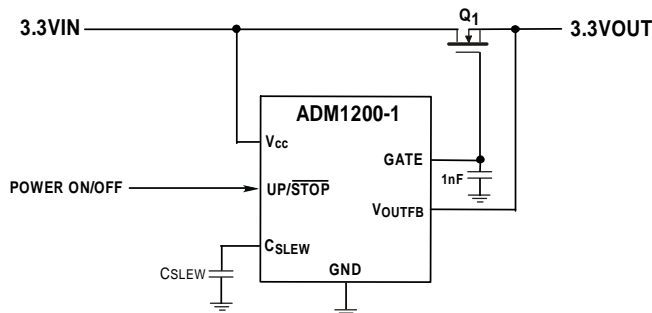 Q1
3.3VIN
3.3VOUT
ADM1200-1
Vcc
GATE
1nF
POWER ON/OFF
UP/STOP
VOUTFB
CSLEW
CSLEW
GND